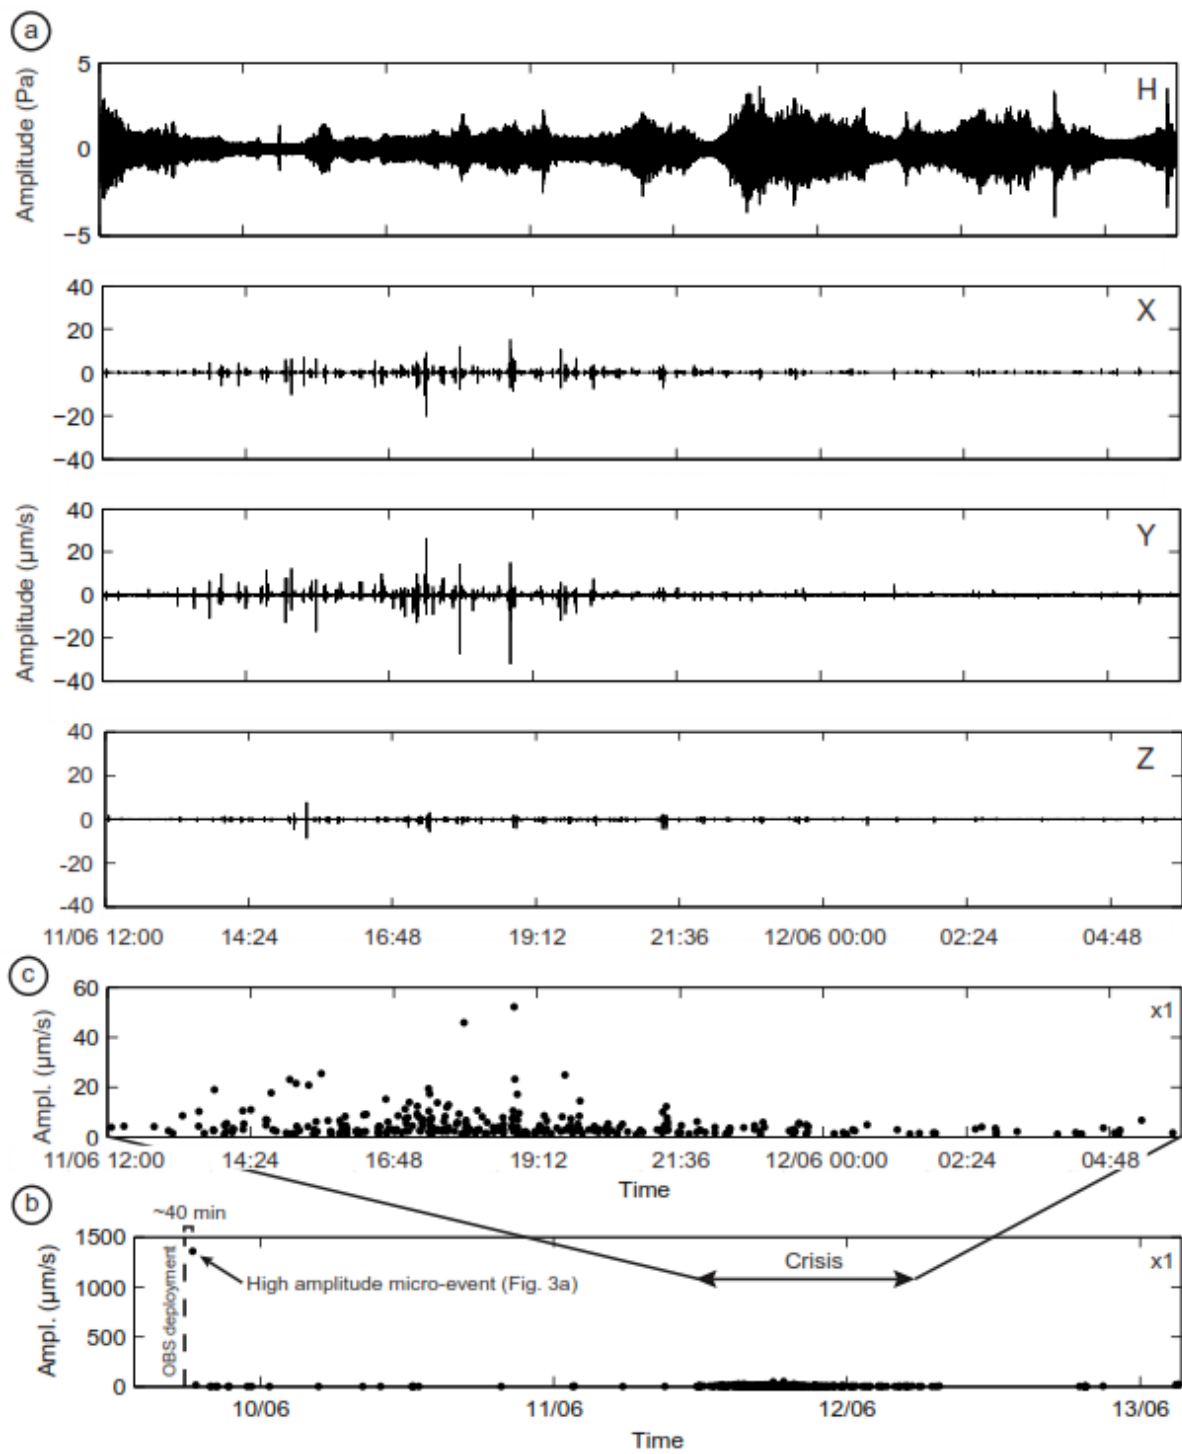 a
5
0
−5
Amplitude (Pa)
H
40
20
0
−20
−40
X
40
20
0
−20
−40
Amplitude (μm/s)
Y
40
20
0
-20
-40
Z
11/06 12:00 14:24 16:48 19:12 21:36 12/06 00:00 02:24 04:48
c
60
40
20
0
Ampl. (μm/s)
x1
11/06 12:00 14:24 16:48 19:12 21:36 12/06 00:00 02:24 04:48
Time
b
~40 min
1500
1000
500
0
Ampl. (μm/s)
OBS deployment
High amplitude micro-event (Fig. 3a)
Crisis
x1
10/06 11/06 12/06 13/06
Time